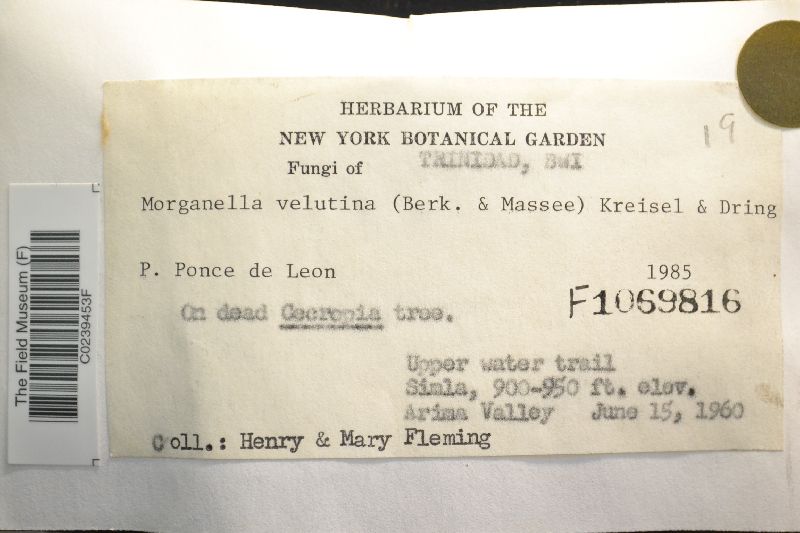 HERBARIUM OF THE
NEW YORK BOTANICAL GARDEN
19
Fungi of TRINIDAD, BWI
Morganella velutina (Berk. & Massee) Kreisel & Dring
P. Ponce de Leon 1985
F1069816
On dead Cecropia tree.
Upper water trail
Simla, 900-950 ft. elev.
Arima Valley June 15, 1960
Coll.: Henry & Mary Fleming
The Field Museum (F)
C0239453F